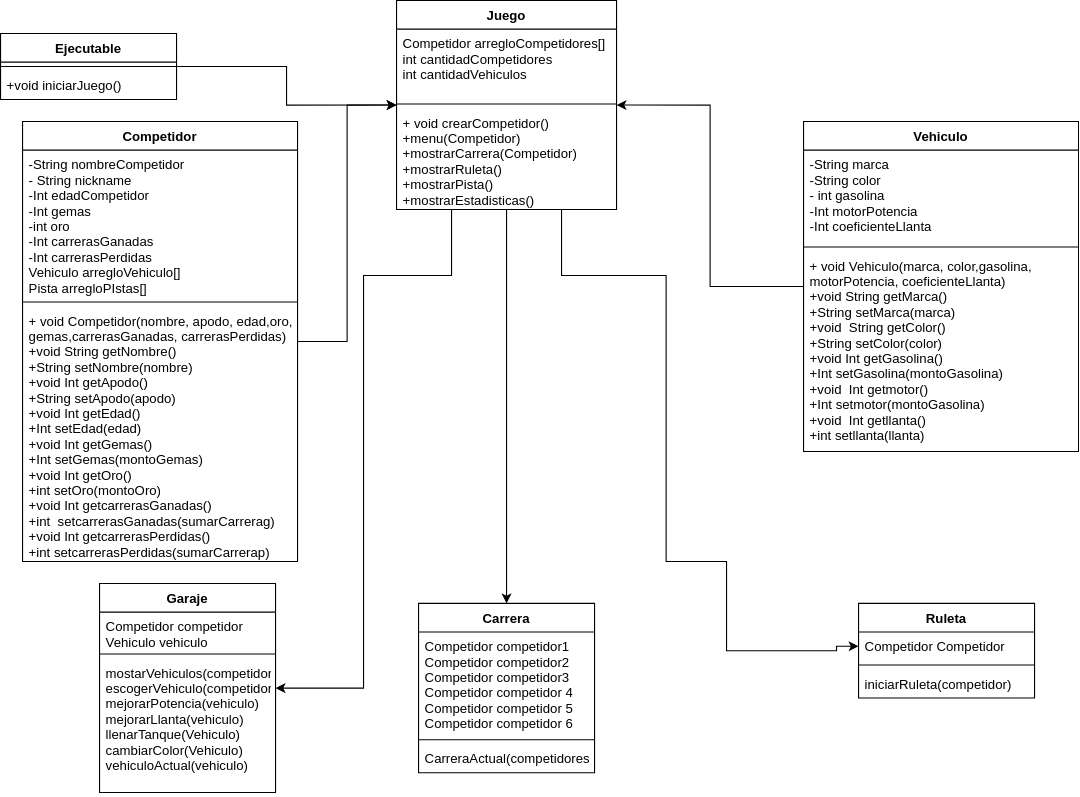 Juego
Competidor arregloCompetidores[]
int cantidadCompetidores
int cantidadVehiculos
+ void crearCompetidor()
+menu(Competidor)
+mostrarCarrera(Competidor)
+mostrarRuleta()
+mostrarPista()
+mostrarEstadisticas()
Ejecutable
+void iniciarJuego()
Competidor
-String nombreCompetidor
- String nickname
-Int edadCompetidor
-Int gemas
-int oro
-Int carrerasGanadas
-Int carrerasPerdidas
Vehiculo arregloVehiculo[]
Pista arregloPIstas[]
+ void Competidor(nombre, apodo, edad,oro,
gemas,carrerasGanadas, carrerasPerdidas)
+void String getNombre()
+String setNombre(nombre)
+void Int getApodo()
+String setApodo(apodo)
+void Int getEdad()
+Int setEdad(edad)
+void Int getGemas()
+Int setGemas(montoGemas)
+void Int getOro()
+int setOro(montoOro)
+void Int getcarrerasGanadas()
+int  setcarrerasGanadas(sumarCarrerag)
+void Int getcarrerasPerdidas()
+int setcarrerasPerdidas(sumarCarrerap)
Vehiculo
-String marca
-String color
- int gasolina
-Int motorPotencia
-Int coeficienteLlanta
+ void Vehiculo(marca, color,gasolina,
motorPotencia, coeficienteLlanta)
+void String getMarca()
+String setMarca(marca)
+void  String getColor()
+String setColor(color)
+void Int getGasolina()
+Int setGasolina(montoGasolina)
+void  Int getmotor()
+Int setmotor(montoGasolina)
+void  Int getllanta()
+int setllanta(llanta)
Garaje
Competidor competidor
Vehiculo vehiculo
mostarVehiculos(competidor
escogerVehiculo(competidor
mejorarPotencia(vehiculo)
mejorarLlanta(vehiculo)
llenarTanque(Vehiculo)
cambiarColor(Vehiculo)
vehiculoActual(vehiculo)
Carrera
Competidor competidor1
Competidor competidor2
Competidor competidor3
Competidor competidor 4
Competidor competidor 5
Competidor competidor 6
CarreraActual(competidores
Ruleta
Competidor Competidor
iniciarRuleta(competidor)